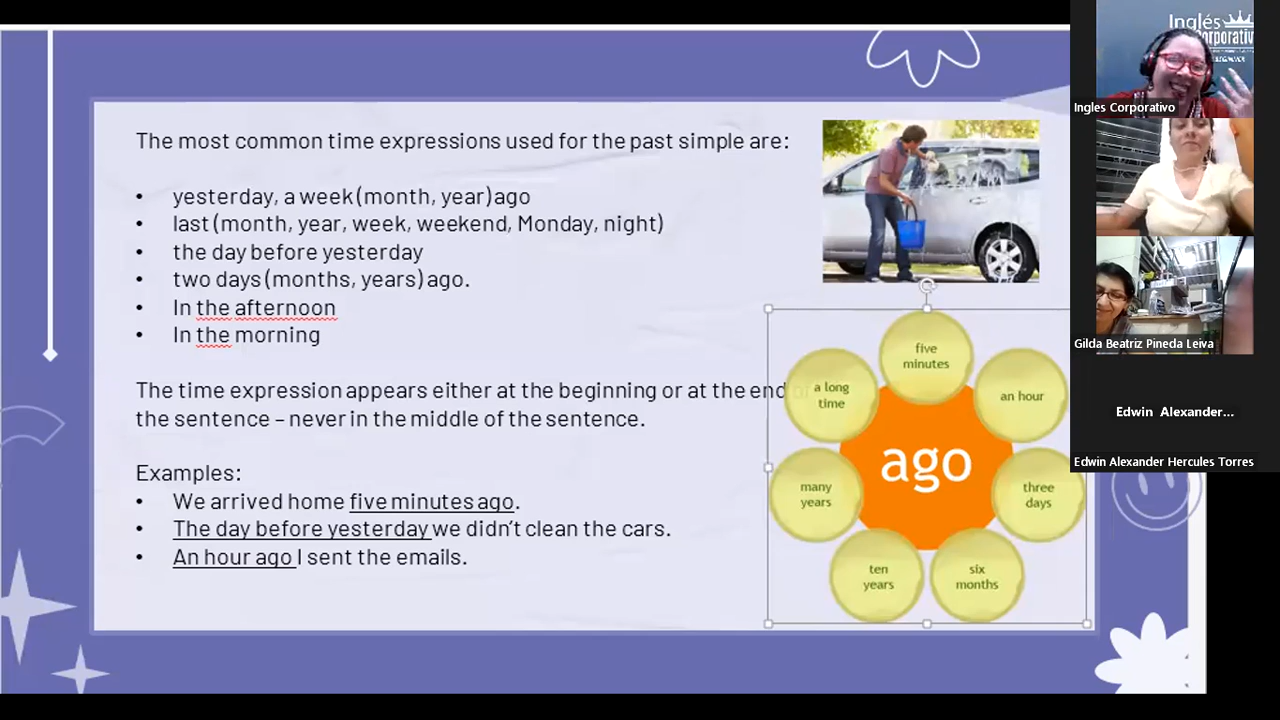 The most common time expressions used for the past simple are:
• yesterday, a week (month, year) ago
• last (month, year, week, weekend, Monday, night)
• the day before yesterday
• two days (months, years) ago.
• In the afternoon
• In the morning
The time expression appears either at the beginning or at the end of
the sentence – never in the middle of the sentence.
Examples:
• We arrived home five minutes ago.
• The day before yesterday we didn’t clean the cars.
• An hour ago I sent the emails.
five
minutes
a long
time
an hour
ago
many
years
three
days
ten
years
six
months
Inglés
Corporativo
Ingles Corporativo
Gilda Beatriz Pineda Leiva
Edwin Alexander...
Edwin Alexander Hercules Torres